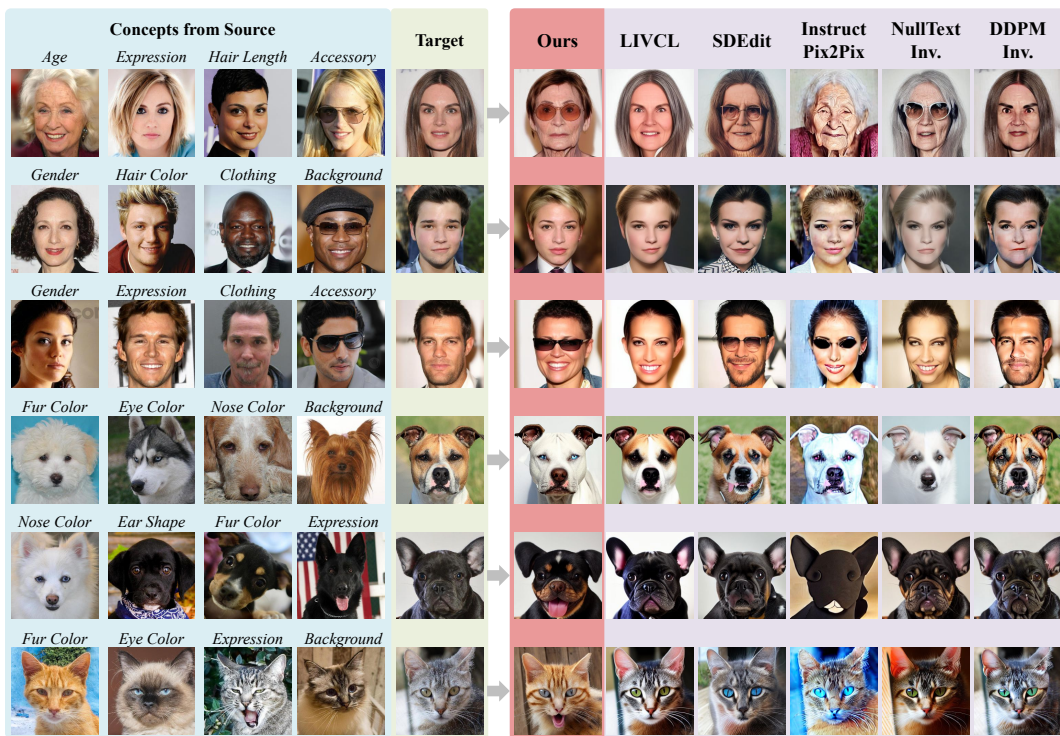 Concepts from Source
Target
Ours
LIVCL
SDEdit
Instruct
Pix2Pix
NullText
Inv.
DDPM
Inv.
Age
Expression
Hair Length
Accessory
Gender
Hair Color
Clothing
Background
Gender
Expression
Clothing
Accessory
Fur Color
Eye Color
Nose Color
Background
Nose Color
Ear Shape
Fur Color
Expression
Fur Color
Eye Color
Expression
Background